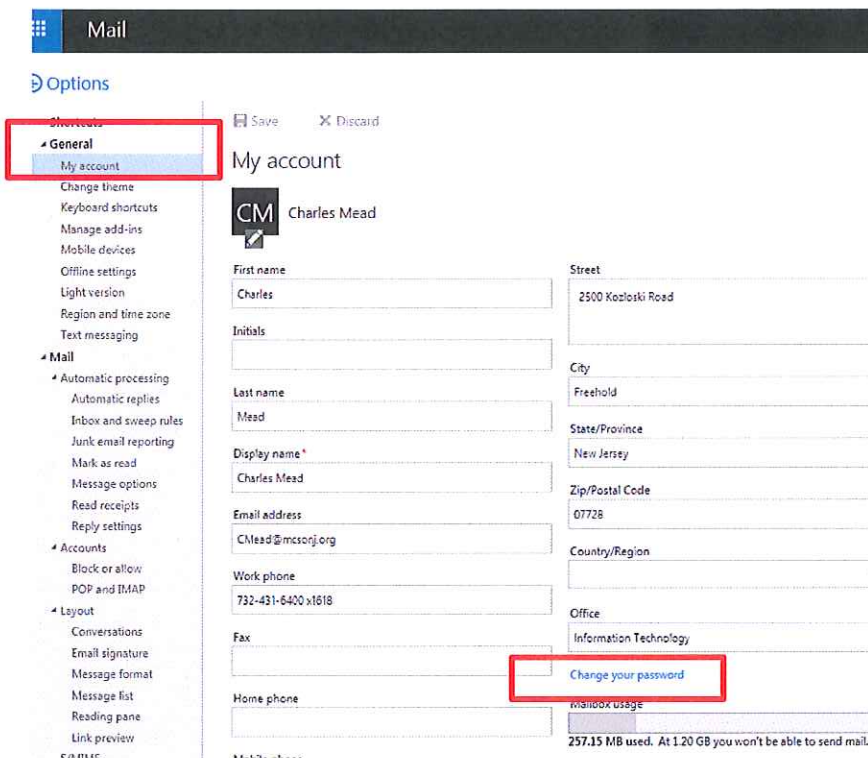 Mail
Options
Shortcuts
General
My account
Change theme
Keyboard shortcuts
Manage add-ins
Mobile devices
Offline settings
Light version
Region and time zone
Text messaging
Mail
Automatic processing
Automatic replies
Inbox and sweep rules
Junk email reporting
Mark as read
Message options
Read receipts
Reply settings
Accounts
Block or allow
POP and IMAP
Layout
Conversations
Email signature
Message format
Message list
Reading pane
Link preview
S/MIME
Save Discard
My account
CM Charles Mead
First name
Charles
Initials
Last name
Mead
Display name*
Charles Mead
Email address
CMead@mcsonj.org
Work phone
732-431-6400 x1618
Fax
Home phone
Mobile phone
Street
2500 Kozloski Road
City
Freehold
State/Province
New Jersey
Zip/Postal Code
07728
Country/Region
Office
Information Technology
Change your password
Mailbox usage
257.15 MB used. At 1.20 GB you won't be able to send mail.